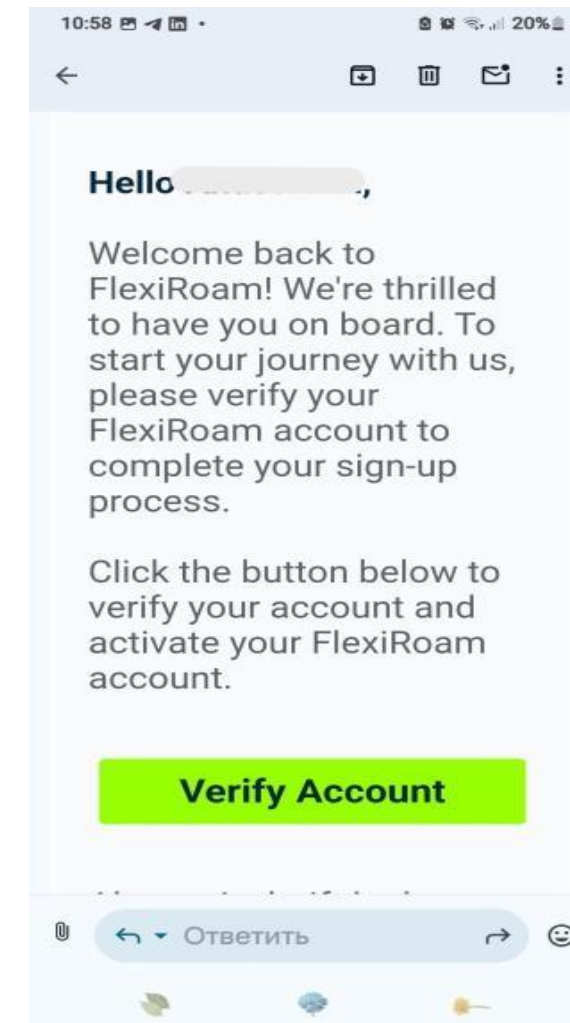 10:58
20%
Hello
Welcome back to
FlexiRoam! We're thrilled
to have you on board. To
start your journey with us,
please verify your
FlexiRoam account to
complete your sign-up
process.
Click the button below to
verify your account and
activate your FlexiRoam
account.
Verify Account
Ответить